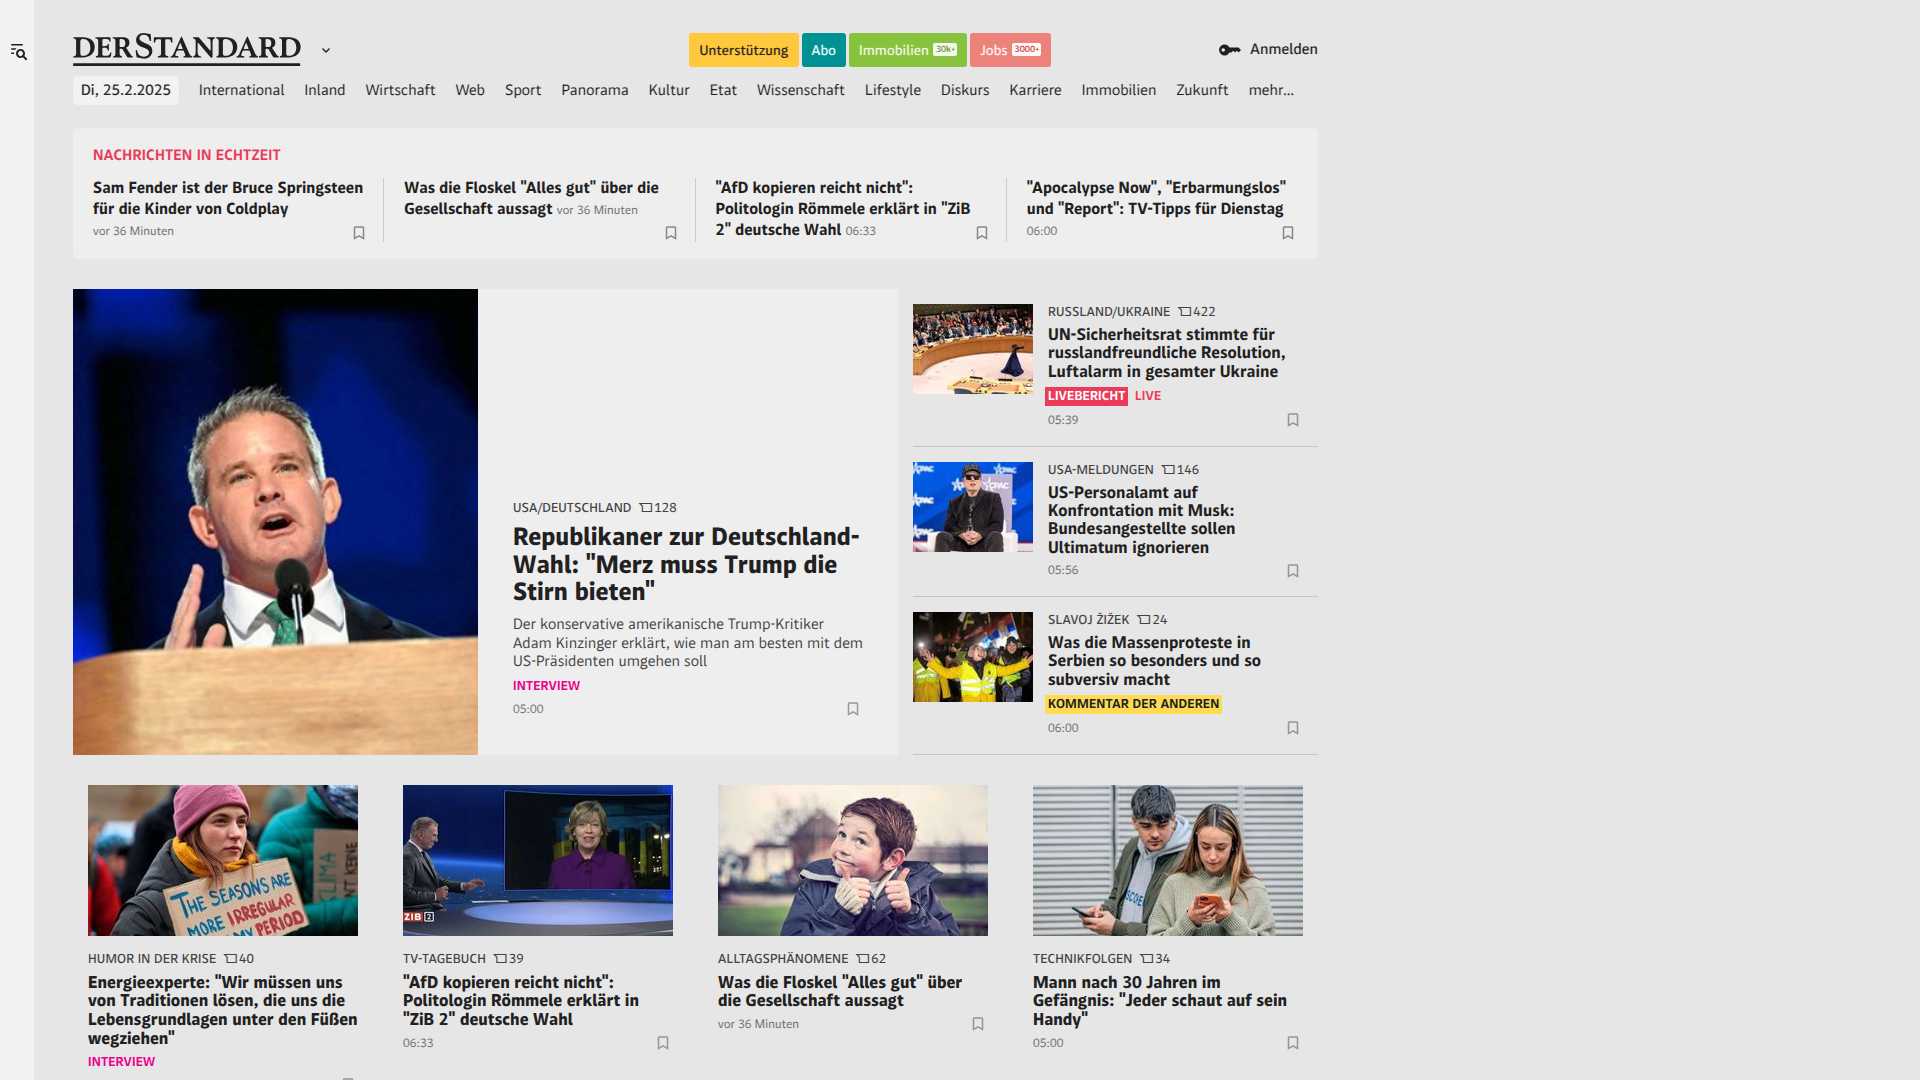 DERSTANDARD
Unterstützung
Abo
Immobilien 30k+
Jobs 3000+
Anmelden
Di, 25.2.2025
International
Inland
Wirtschaft
Web
Sport
Panorama
Kultur
Etat
Wissenschaft
Lifestyle
Diskurs
Karriere
Immobilien
Zukunft
mehr...
NACHRICHTEN IN ECHTZEIT
Sam Fender ist der Bruce Springsteen
für die Kinder von Coldplay
vor 36 Minuten
Was die Floskel "Alles gut" über die
Gesellschaft aussagt vor 36 Minuten
"AfD kopieren reicht nicht":
Politologin Römmele erklärt in "ZiB
2" deutsche Wahl 06:33
"Apocalypse Now", "Erbarmungslos"
und "Report": TV-Tipps für Dienstag
06:00
USA/DEUTSCHLAND 128
Republikaner zur Deutschland-
Wahl: "Merz muss Trump die
Stirn bieten"
Der konservative amerikanische Trump-Kritiker
Adam Kinzinger erklärt, wie man am besten mit dem
US-Präsidenten umgehen soll
INTERVIEW
05:00
RUSSLAND/UKRAINE 422
UN-Sicherheitsrat stimmte für
russlandfreundliche Resolution,
Luftalarm in gesamter Ukraine
LIVEBERICHT LIVE
05:39
USA-MELDUNGEN 146
US-Personalamt auf
Konfrontation mit Musk:
Bundesangestellte sollen
Ultimatum ignorieren
05:56
SLAVOJ ŽIŽEK 24
Was die Massenproteste in
Serbien so besonders und so
subversiv macht
KOMMENTAR DER ANDEREN
06:00
THE SEASONS ARE
MORE IRREGULAR
MY PERIOD
HUMOR IN DER KRISE 40
Energieexperte: "Wir müssen uns
von Traditionen lösen, die uns die
Lebensgrundlagen unter den Füßen
wegziehen"
INTERVIEW
ZIB 2
TV-TAGEBUCH 39
"AfD kopieren reicht nicht":
Politologin Römmele erklärt in
"ZiB 2" deutsche Wahl
06:33
ALLTAGSPHÄNOMENE 62
Was die Floskel "Alles gut" über
die Gesellschaft aussagt
vor 36 Minuten
TECHNIKFOLGEN 34
Mann nach 30 Jahren im
Gefängnis: "Jeder schaut auf sein
Handy"
05:00